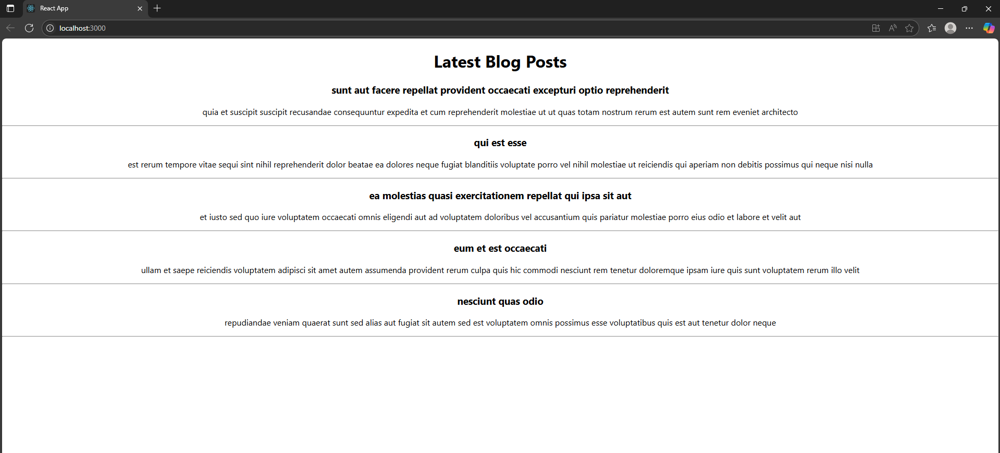 React App
localhost:3000
Latest Blog Posts
sunt aut facere repellat provident occaecati excepturi optio reprehenderit
quia et suscipit suscipit recusandae consequuntur expedita et cum reprehenderit molestiae ut ut quas totam nostrum rerum est autem sunt rem eveniet architecto
qui est esse
est rerum tempore vitae sequi sint nihil reprehenderit dolor beatae ea dolores neque fugiat blanditiis voluptate porro vel nihil molestiae ut reiciendis qui aperiam non debitis possimus qui neque nisi nulla
ea molestias quasi exercitationem repellat qui ipsa sit aut
et iusto sed quo iure voluptatem occaecati omnis eligendi aut ad voluptatem doloribus vel accusantium quis pariatur molestiae porro eius odio et labore et velit aut
eum et est occaecati
ullam et saepe reiciendis voluptatem adipisci sit amet autem assumenda provident rerum culpa quis hic commodi nesciunt rem tenetur doloremque ipsam iure quis sunt voluptatem rerum illo velit
nesciunt quas odio
repudiandae veniam quaerat sunt sed alias aut fugiat sit autem sed est voluptatem omnis possimus esse voluptatibus quis est aut tenetur dolor neque